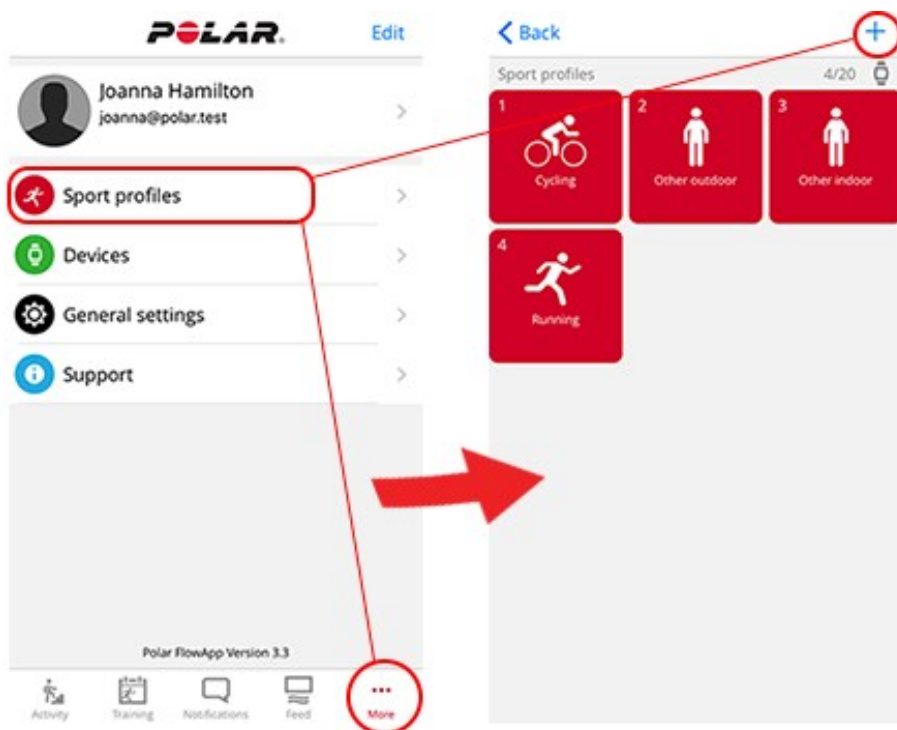 POLAR. Edit
Joanna Hamilton
joanna@polar.test
Sport profiles
Devices
General settings
Support
Polar FlowApp Version 3.3
Activity Training Notifications Feed More
Back
Sport profiles 4/20
1 2 3
Cycling Other outdoor Other indoor
4
Running